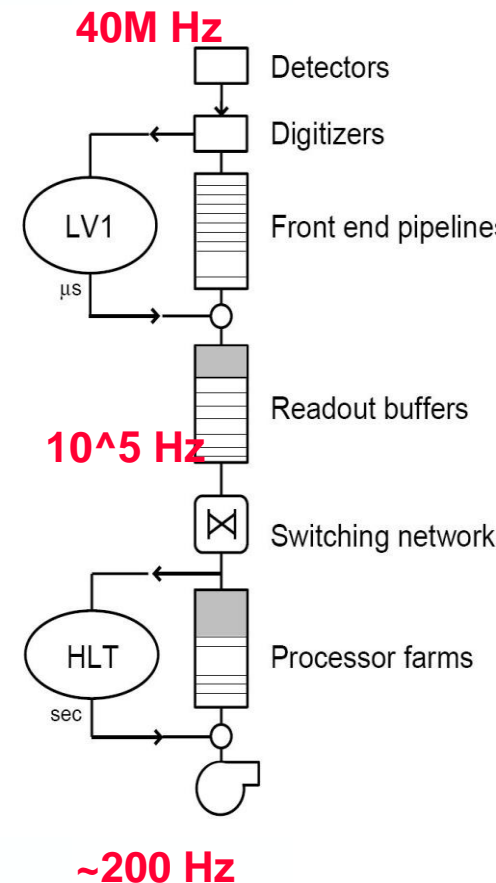 40M Hz
Detectors
Digitizers
LV1
Front end pipelines
μs
Readout buffers
10^5 Hz
Switching network
HLT
Processor farms
sec
~200 Hz